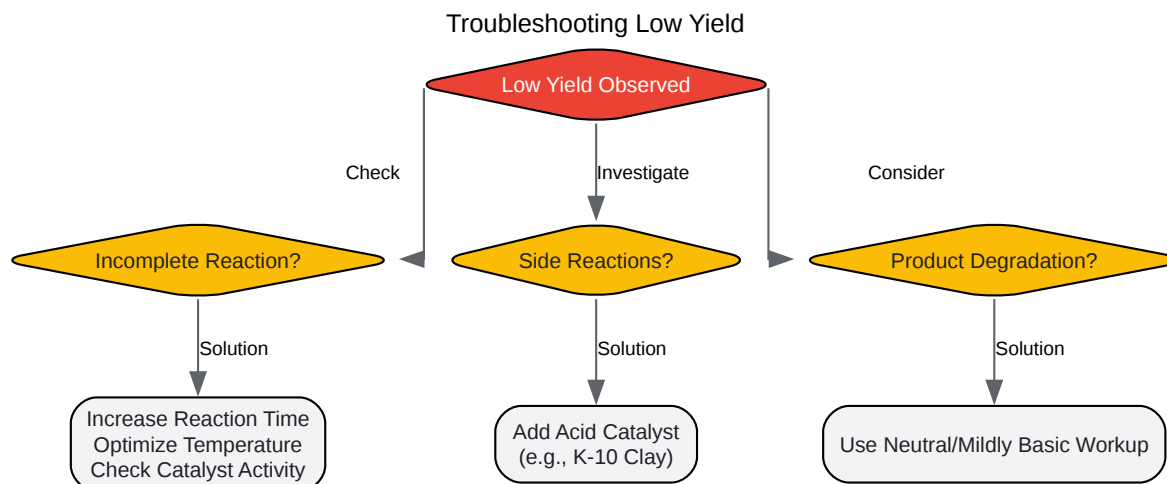 Troubleshooting Low Yield
Low Yield Observed
Check
Investigate
Consider
Incomplete Reaction?
Side Reactions?
Product Degradation?
Solution
Solution
Solution
Increase Reaction Time
Optimize Temperature
Check Catalyst Activity
Add Acid Catalyst
(e.g., K-10 Clay)
Use Neutral/Mildly Basic Workup